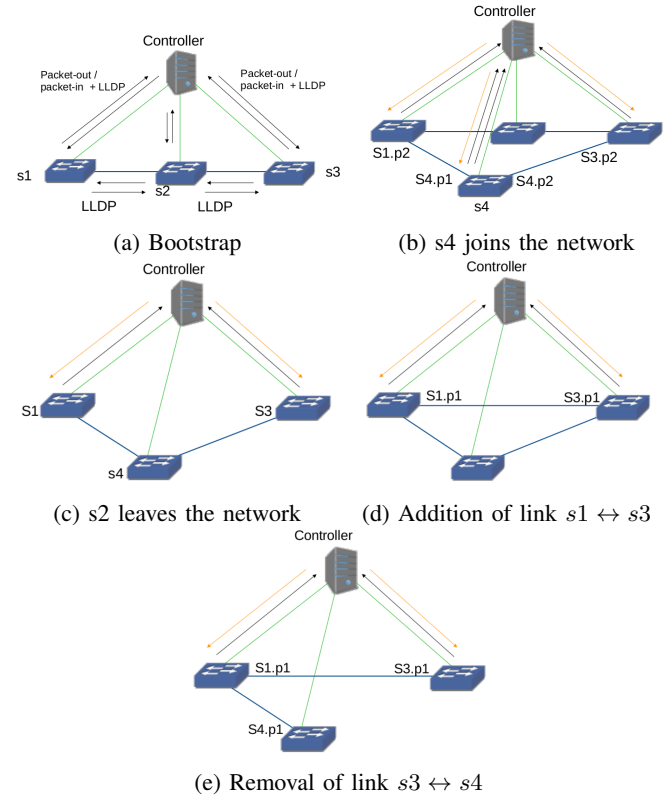 Controller
Packet-out /
packet-in + LLDP
Packet-out /
packet-in + LLDP
s1
s2
s3
LLDP
LLDP
(a) Bootstrap
Controller
S1.p2
S3.p2
S4.p1
S4.p2
s4
(b) s4 joins the network
Controller
S1
S3
s4
(c) s2 leaves the network
Controller
S1.p1
S3.p1
(d) Addition of link s1 ↔ s3
Controller
S1.p1
S3.p1
S4.p1
(e) Removal of link s3 ↔ s4